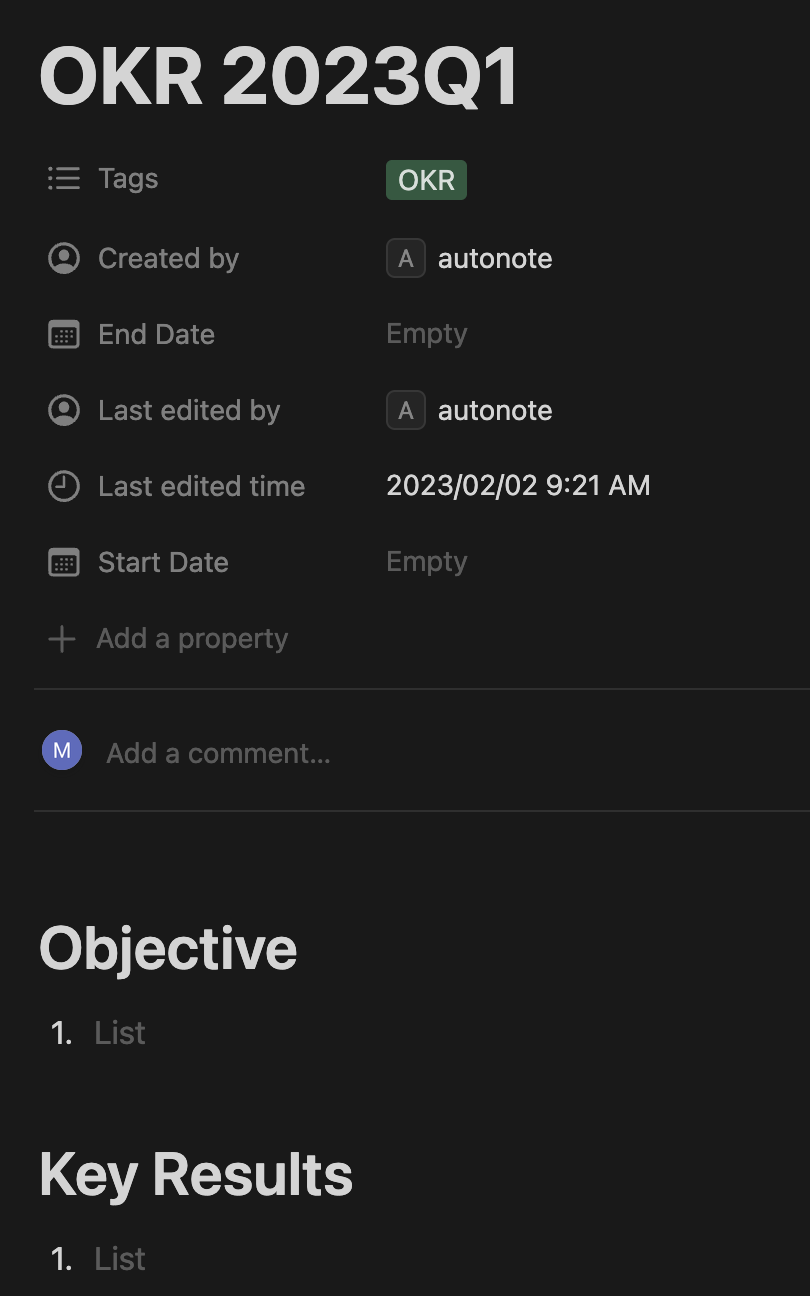 OKR 2023Q1
Tags OKR
Created by A autonote
End Date Empty
Last edited by A autonote
Last edited time 2023/02/02 9:21 AM
Start Date Empty
Add a property
M Add a comment...
Objective
1. List
Key Results
1. List